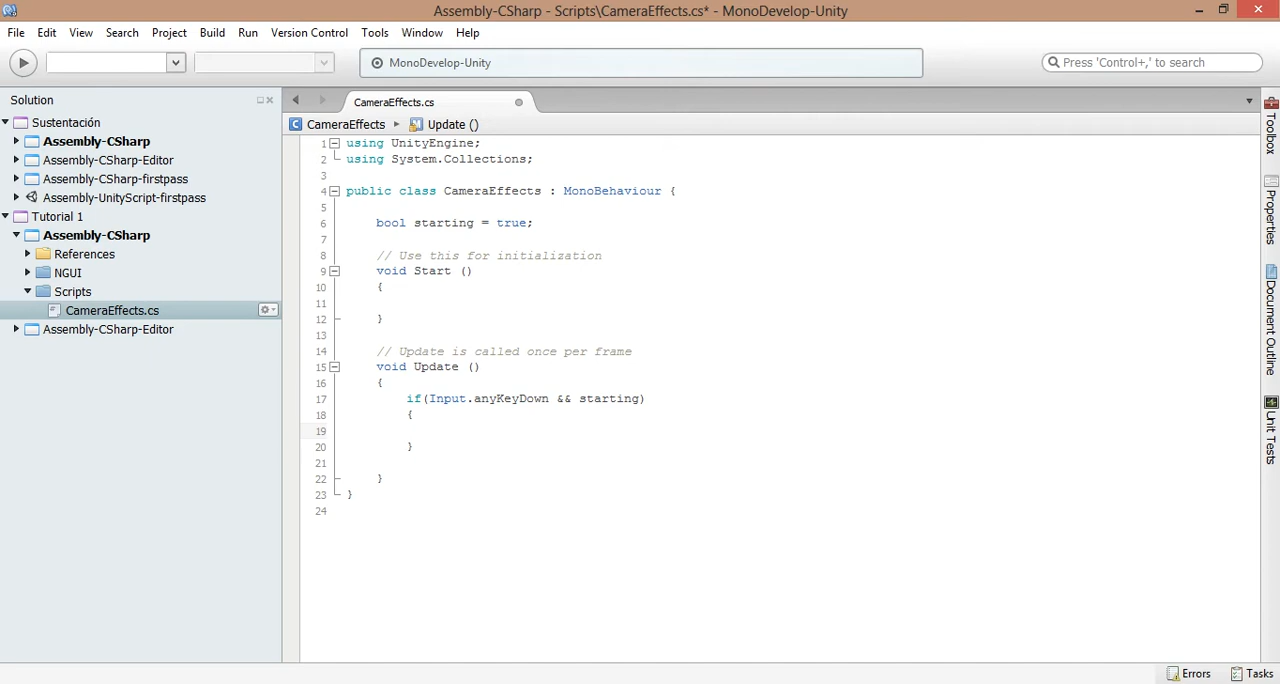 Assembly-CSharp - Scripts\CameraEffects.cs* - MonoDevelop-Unity
File Edit View Search Project Build Run Version Control Tools Window Help
MonoDevelop-Unity
Press 'Control+,' to search
Solution
Sustentación
Assembly-CSharp
Assembly-CSharp-Editor
Assembly-CSharp-firstpass
Assembly-UnityScript-firstpass
Tutorial 1
Assembly-CSharp
References
NGUI
Scripts
CameraEffects.cs
Assembly-CSharp-Editor
CameraEffects.cs
CameraEffects Update ()
1 using UnityEngine;
2 using System.Collections;
3
4 public class CameraEffects : MonoBehaviour {
5
6 bool starting = true;
7
8 // Use this for initialization
9 void Start ()
10 {
11
12 }
13
14 // Update is called once per frame
15 void Update ()
16 {
17 if(Input.anyKeyDown && starting)
18 {
19
20 }
21
22 }
23 }
24
Toolbox
Properties
Document Outline
Unit Tests
Errors Tasks